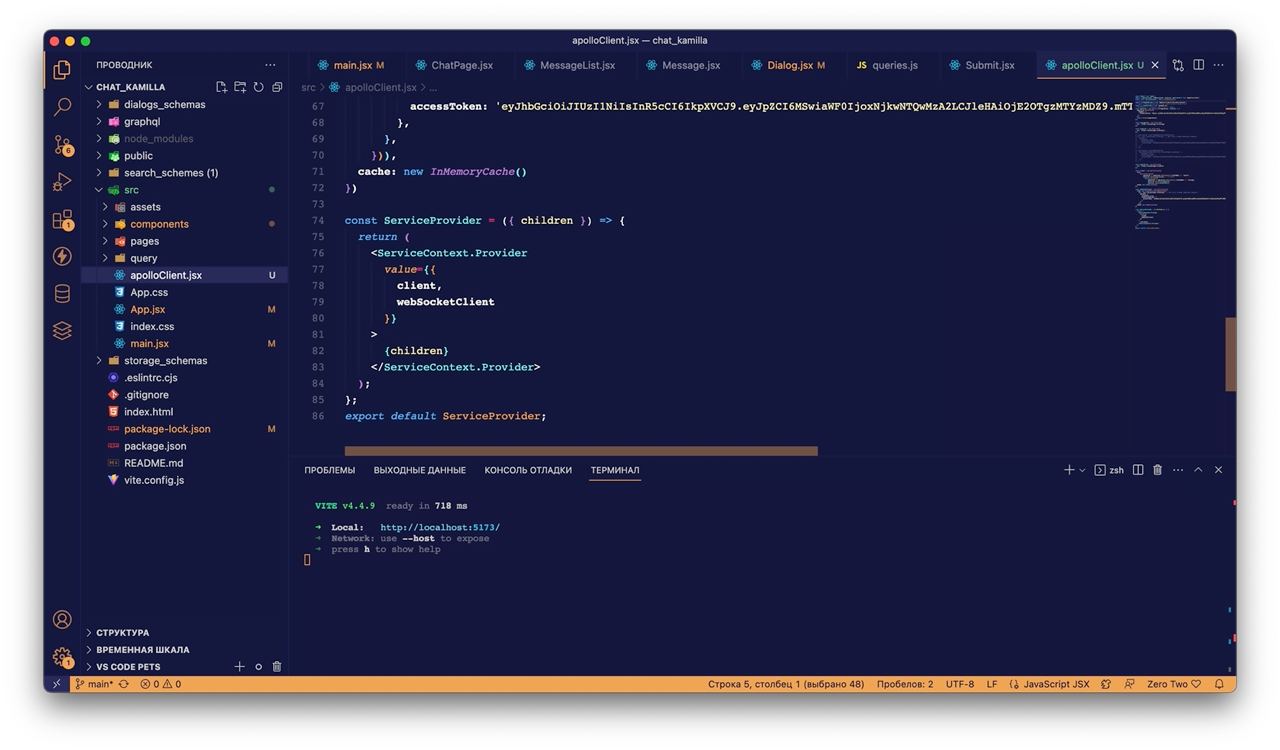 apolloClient.jsx — chat_kamilla
ПРОВОДНИК
main.jsx M
ChatPage.jsx
MessageList.jsx
Message.jsx
Dialog.jsx M
JS queries.js
Submit.jsx
apolloClient.jsx U
CHAT_KAMILLA
dialogs_schemas
graphql
node_modules
public
search_schemes (1)
src
assets
components
pages
query
apolloClient.jsx U
App.css
App.jsx M
index.css
main.jsx M
storage_schemas
.eslintrc.cjs
.gitignore
index.html
package-lock.json M
package.json
README.md
vite.config.js
СТРУКТУРА
ВРЕМЕННАЯ ШКАЛА
VS CODE PETS
src > apolloClient.jsx > ...
67 accessToken: 'eyJhbGciOiJIUzI1NiIsInR5cCI6IkpXVCJ9.eyJpZCI6MSwiaWF0IjoxNjkwNTQwMzA2LCJleHAiOjE2OTgzMTYzMDZ9.mTT
68 },
69 },
70 })),
71 cache: new InMemoryCache()
72 })
73
74 const ServiceProvider = ({ children }) => {
75 return (
76 <ServiceContext.Provider
77 value={{
78 client,
79 webSocketClient
80 }}
81 >
82 {children}
83 </ServiceContext.Provider>
84 );
85 };
86 export default ServiceProvider;
ПРОБЛЕМЫ ВЫХОДНЫЕ ДАННЫЕ КОНСОЛЬ ОТЛАДКИ ТЕРМИНАЛ
zsh
VITE v4.4.9 ready in 718 ms
➜ Local: http://localhost:5173/
➜ Network: use --host to expose
➜ press h to show help
6
1
1
main* 0 0
Строка 5, столбец 1 (выбрано 48) Пробелов: 2 UTF-8 LF JavaScript JSX Zero Two